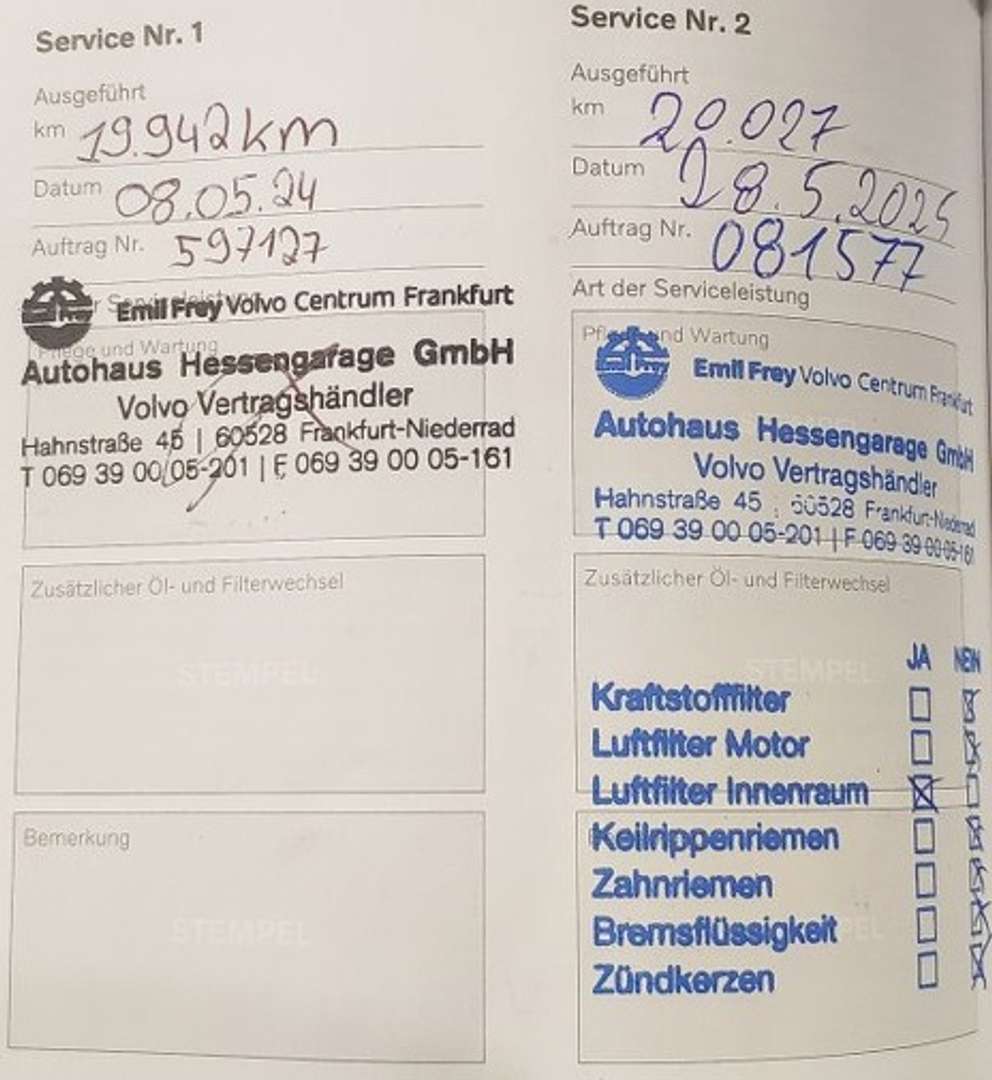 Service Nr. 1
Ausgeführt
km 19.942km
Datum 08.05.24
Auftrag Nr. 597127
Emil Frey Volvo Centrum Frankfurt
Pflege und Wartung
Autohaus Hessengarage GmbH
Volvo Vertragshändler
Hahnstraße 45 | 60528 Frankfurt-Niederrad
T 069 39 00 05-201 | F 069 39 00 05-161
Zusätzlicher Öl- und Filterwechsel
STEMPEL
Bemerkung
STEMPEL
Service Nr. 2
Ausgeführt
km 20.027
Datum 28.5.2025
Auftrag Nr. 081577
Art der Serviceleistung
Pflege und Wartung
Emil Frey Volvo Centrum Frankfurt
Autohaus Hessengarage GmbH
Volvo Vertragshändler
Hahnstraße 45 | 60528 Frankfurt-Niederrad
T 069 39 00 05-201 | F 069 39 00 05-161
Zusätzlicher Öl- und Filterwechsel
STEMPEL
JA NEIN
Kraftstofffilter
Luftfilter Motor
Luftfilter Innenraum
Keilrippenriemen
Zahnriemen
Bremsflüssigkeit
Zündkerzen